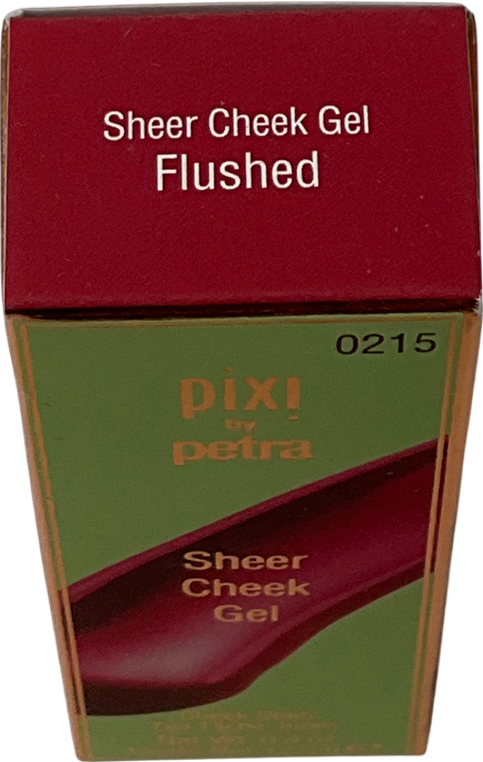 Sheer Cheek Gel
Flushed
0215
pixi
by
petra
Sheer
Cheek
Gel